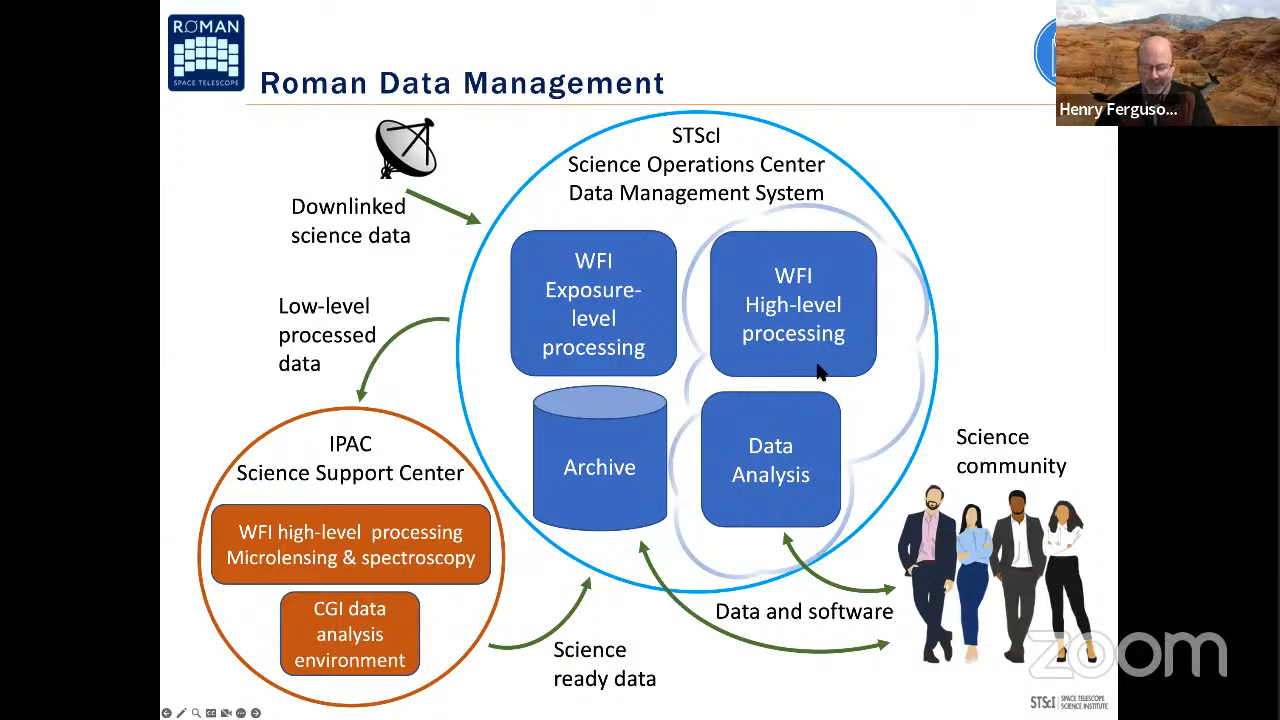 ROMAN
SPACE TELESCOPE
Roman Data Management
Henry Ferguso...
STScI
Science Operations Center
Data Management System
Downlinked
science data
WFI
Exposure-
level
processing
WFI
High-level
processing
Low-level
processed
data
Archive
Data
Analysis
IPAC
Science Support Center
WFI high-level processing
Microlensing & spectroscopy
CGI data
analysis
environment
Science
community
Data and software
Science
ready data
zoom
STScI | SPACE TELESCOPE
SCIENCE INSTITUTE